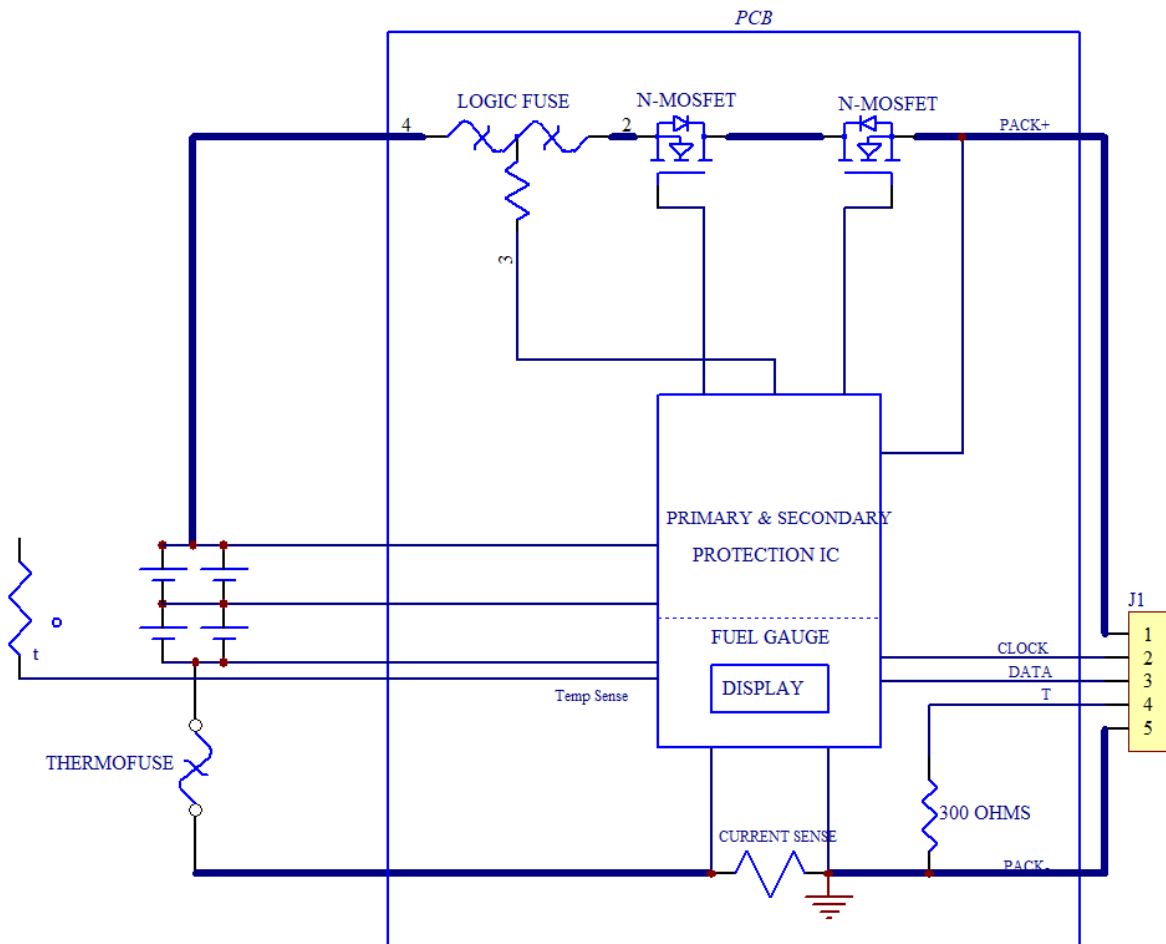 PCB
LOGIC FUSE
N-MOSFET
N-MOSFET
4
2
PACK+
3
PRIMARY & SECONDARY
PROTECTION IC
J1
1
FUEL GAUGE
CLOCK
2
t
DATA
3
DISPLAY
Temp Sense
T
4
5
THERMOFUSE
300 OHMS
CURRENT SENSE
PACK-